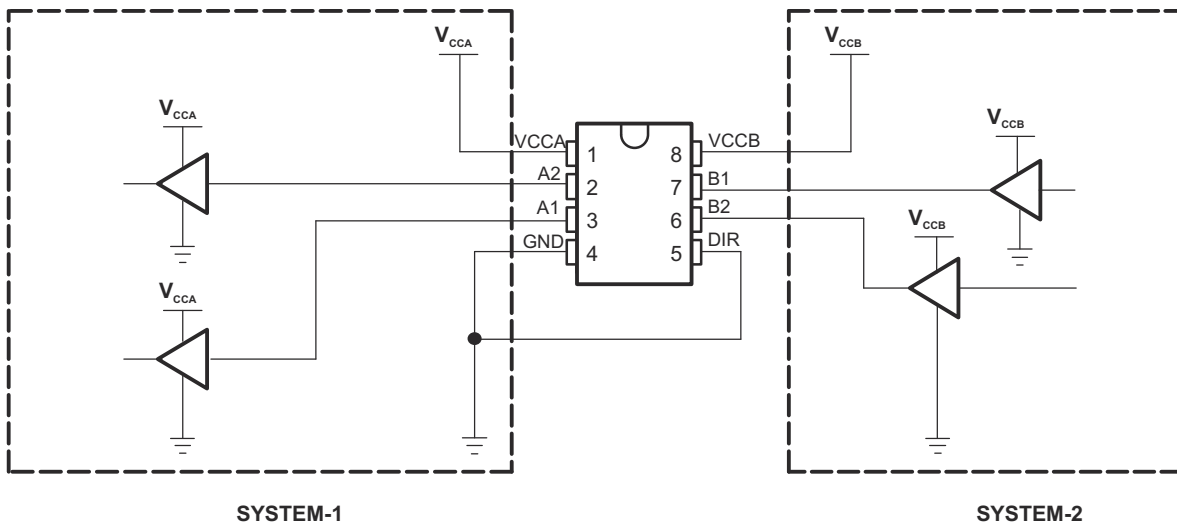 VCCA
VCCB
VCCA
VCCB
VCCA 1 8 VCCB
A2 2 7 B1
A1 3 6 B2
VCCB
GND 4 5 DIR
VCCA
SYSTEM-1
SYSTEM-2